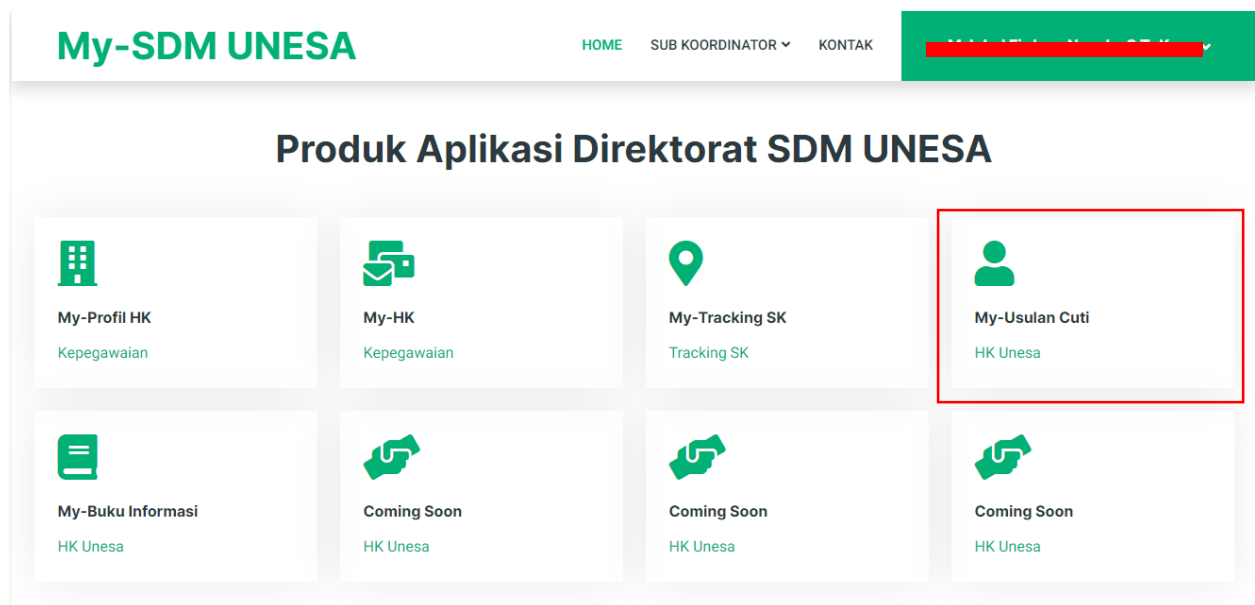 My-SDM UNESA
HOME SUB KOORDINATOR KONTAK
Produk Aplikasi Direktorat SDM UNESA
My-Profil HK
Kepegawaian
My-HK
Kepegawaian
My-Tracking SK
Tracking SK
My-Usulan Cuti
HK Unesa
My-Buku Informasi
HK Unesa
Coming Soon
HK Unesa
Coming Soon
HK Unesa
Coming Soon
HK Unesa